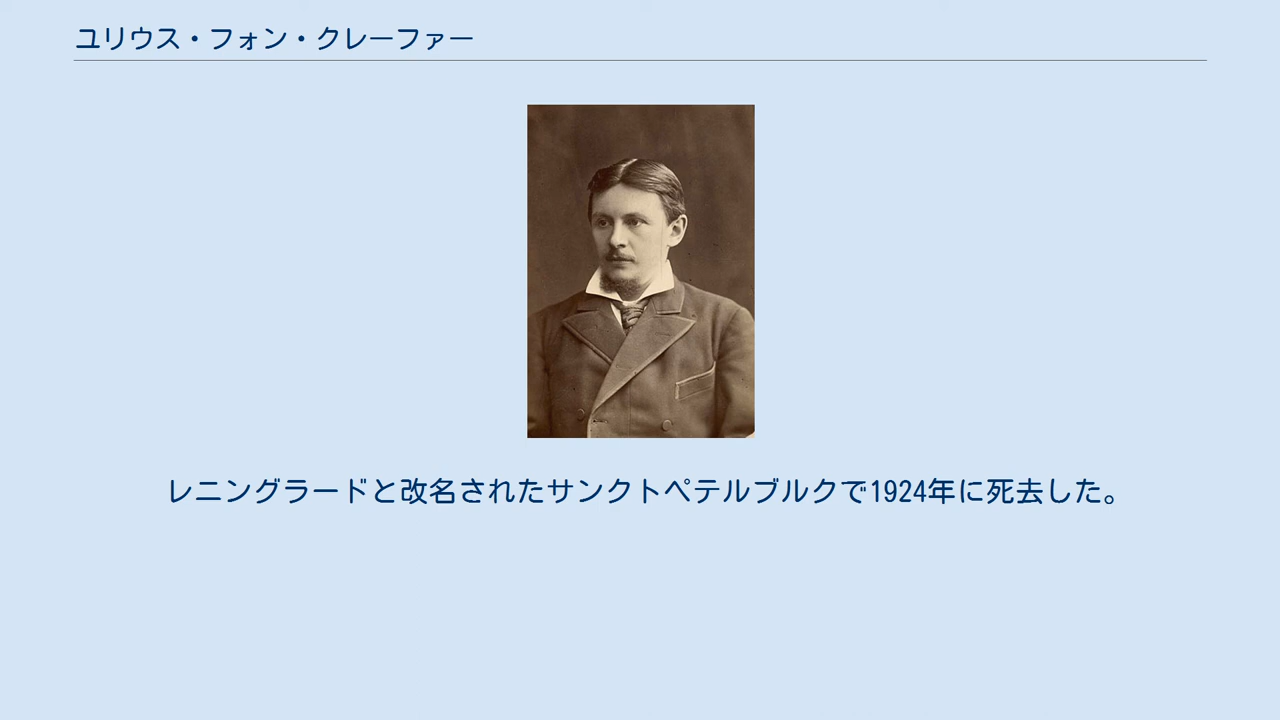 ユリウス・フォン・クレーファー
レニングラードと改名されたサンクトペテルブルクで1924年に死去した。